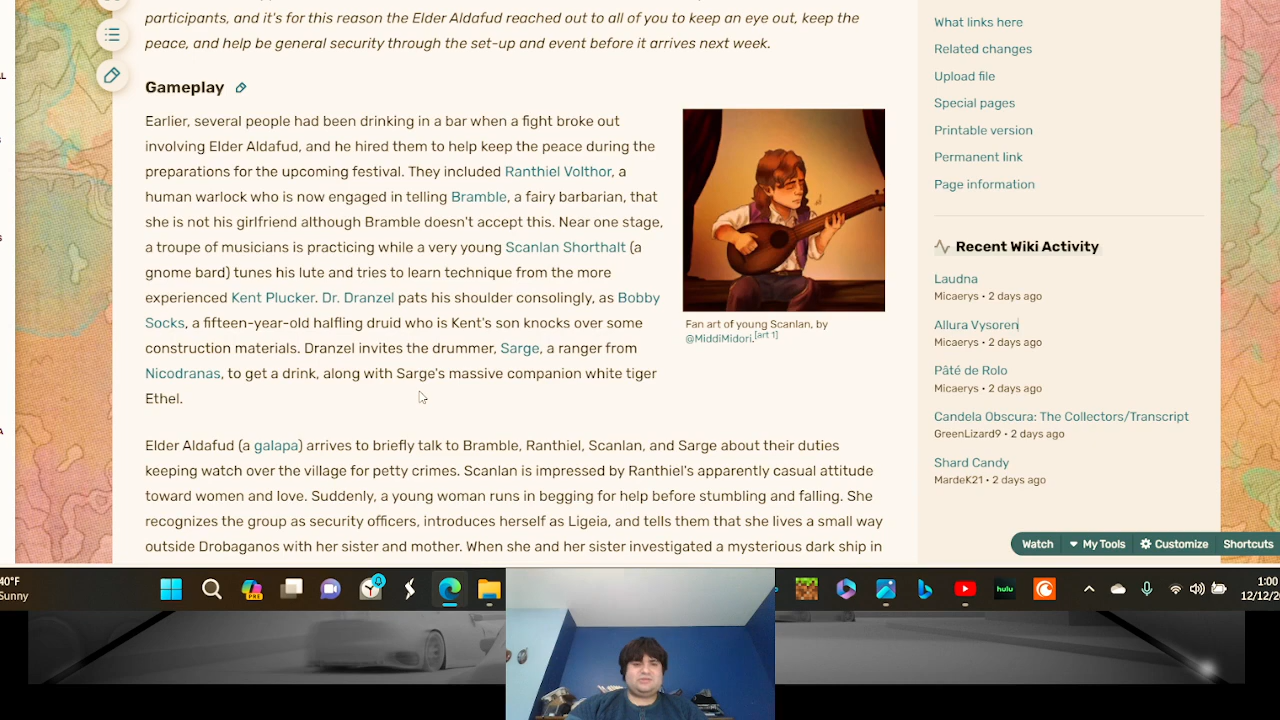 participants, and it's for this reason the Elder Aldafud reached out to all of you to keep an eye out, keep the
peace, and help be general security through the set-up and event before it arrives next week.
Gameplay
Earlier, several people had been drinking in a bar when a fight broke out
involving Elder Aldafud, and he hired them to help keep the peace during the
preparations for the upcoming festival. They included Ranthiel Volthor, a
human warlock who is now engaged in telling Bramble, a fairy barbarian, that
she is not his girlfriend although Bramble doesn't accept this. Near one stage,
a troupe of musicians is practicing while a very young Scanlan Shorthalt (a
gnome bard) tunes his lute and tries to learn technique from the more
experienced Kent Plucker. Dr. Dranzel pats his shoulder consolingly, as Bobby
Socks, a fifteen-year-old halfling druid who is Kent's son knocks over some
construction materials. Dranzel invites the drummer, Sarge, a ranger from
Nicodranas, to get a drink, along with Sarge's massive companion white tiger
Ethel.
Fan art of young Scanlan, by
@MiddiMidori.[art 1]
Elder Aldafud (a galapa) arrives to briefly talk to Bramble, Ranthiel, Scanlan, and Sarge about their duties
keeping watch over the village for petty crimes. Scanlan is impressed by Ranthiel's apparently casual attitude
toward women and love. Suddenly, a young woman runs in begging for help before stumbling and falling. She
recognizes the group as security officers, introduces herself as Ligeia, and tells them that she lives a small way
outside Drobaganos with her sister and mother. When she and her sister investigated a mysterious dark ship in
What links here
Related changes
Upload file
Special pages
Printable version
Permanent link
Page information
Recent Wiki Activity
Laudna
Micaerys • 2 days ago
Allura Vysoren
Micaerys • 2 days ago
Pâté de Rolo
Micaerys • 2 days ago
Candela Obscura: The Collectors/Transcript
GreenLizard9 • 2 days ago
Shard Candy
MardeK21 • 2 days ago
Watch My Tools Customize Shortcuts
40°F
Sunny
PRE
hulu
1:00
12/12/2